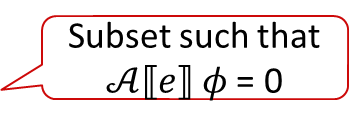 Subset such that
𝒜⟦𝑒⟧ 𝜙 = 0